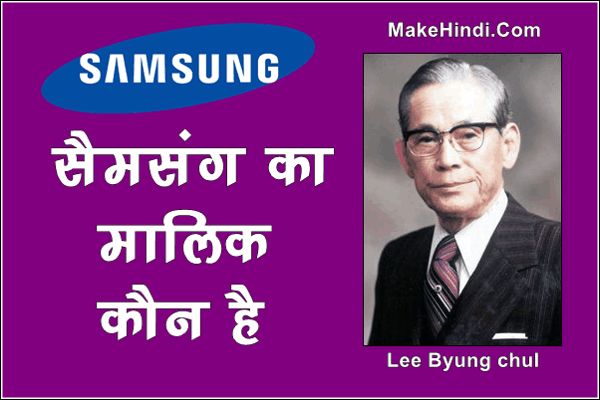 MakeHindi.Com
SAMSUNG
सैमसंग का
मालिक
कौन है
Lee Byung chul